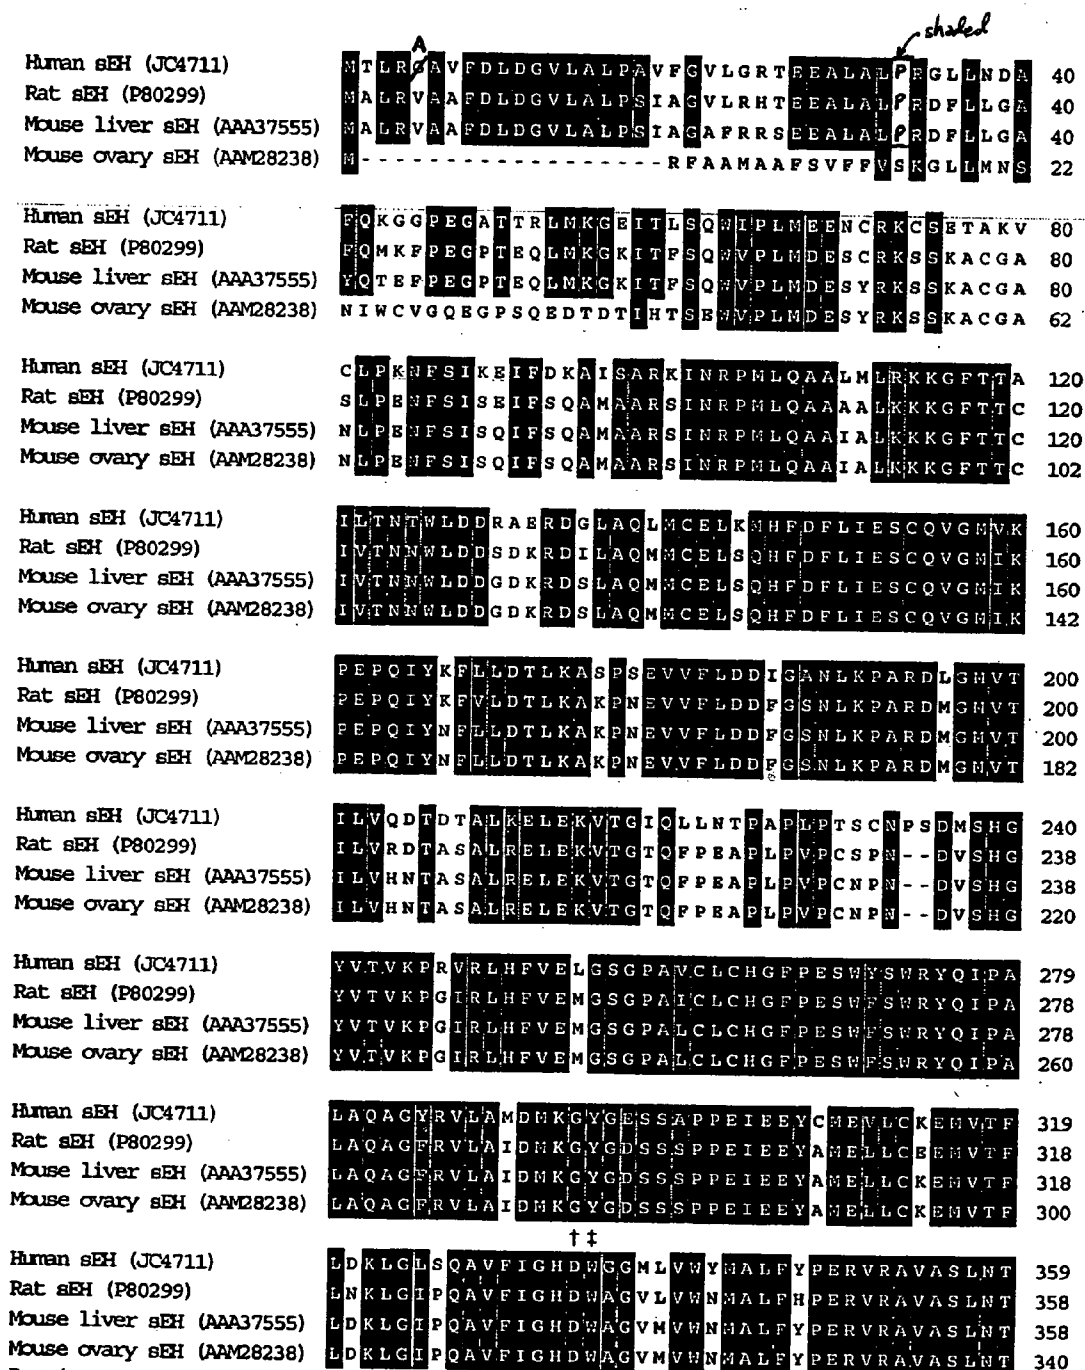 shaded
A
Human sEH (JC4711) MTLRGAVFDLDGVLALPAVFGVLGRTEEALALPRGLLNDA 40
Rat sEH (P80299) MALRVAAFDLDGVLALPSIAGVLRHTEEALALPRDFLLGA 40
Mouse liver sEH (AAA37555) MALRVAAFDLDGVLALPSIAGAFRRSEEALALPRDFLLGA 40
Mouse ovary sEH (AAM28238) M------------------RFAAMAAFSVFFVSKGLLMNS 22
Human sEH (JC4711) FQKGGPEGATTRLMKGEITLSQWIPLMEENCRKCSETAKV 80
Rat sEH (P80299) FQMKFPEGPTEQLMKGKITFSQWVPLMDESCRKSSKACGA 80
Mouse liver sEH (AAA37555) YQTEFPEGPTEQLMKGKITFSQWVPLMDESYRKSSKACGA 80
Mouse ovary sEH (AAM28238) NIWCVGQEGPSQEDTDTIHTSEWVPLMDESYRKSSKACGA 62
Human sEH (JC4711) CLPKNFSIKEIFDKAISARKINRPMLQAALMLRKKGFTTA 120
Rat sEH (P80299) SLPENFSISEIFSQAMAARSINRPMLQAAAALKKKGFTTC 120
Mouse liver sEH (AAA37555) NLPENFSISQIFSQAMAARSINRPMLQAAIALKKKGFTTC 120
Mouse ovary sEH (AAM28238) NLPENFSISQIFSQAMAARSINRPMLQAAIALKKKGFTTC 102
Human sEH (JC4711) ILTNTWLDDRAERDGLAQLMCELKMHFDFLIESCQVGMVK 160
Rat sEH (P80299) IVTNNWLDDSDKRDILAQMMCELSQHFDFLIESCQVGMIK 160
Mouse liver sEH (AAA37555) IVTNNWLDDGDKRDSLAQMMCELSQHFDFLIESCQVGMIK 160
Mouse ovary sEH (AAM28238) IVTNNWLDDGDKRDSLAQMMCELSQHFDFLIESCQVGMIK 142
Human sEH (JC4711) PEPQIYKFLLDTLKASPSEVVFLDDIGANLKPARDLGMVT 200
Rat sEH (P80299) PEPQIYKFVLDTLKAKPNEVVFLDDFGSNLKPARDMGMVT 200
Mouse liver sEH (AAA37555) PEPQIYNFLLDTLKAKPNEVVFLDDFGSNLKPARDMGMVT 200
Mouse ovary sEH (AAM28238) PEPQIYNFLLDTLKAKPNEVVFLDDFGSNLKPARDMGMVT 182
Human sEH (JC4711) ILVQDTDTALKELEKVTGIQLLNTPAPLPTSCNPSDMSHG 240
Rat sEH (P80299) ILVRDTASALRELEKVTGTQFPEAPLPVPCSPN--DVSHG 238
Mouse liver sEH (AAA37555) ILVHNTASALRELEKVTGTQFPEAPLPVPCNPN--DVSHG 238
Mouse ovary sEH (AAM28238) ILVHNTASALRELEKVTGTQFPEAPLPVPCNPN--DVSHG 220
Human sEH (JC4711) YVTVKPRVRLHFVELGSGPAVCLCHGFPESWYSWRYQIPA 279
Rat sEH (P80299) YVTVKPGIRLHFVEMGSGPAICLCHGFPESWFSWRYQIPA 278
Mouse liver sEH (AAA37555) YVTVKPGIRLHFVEMGSGPALCLCHGFPESWFSWRYQIPA 278
Mouse ovary sEH (AAM28238) YVTVKPGIRLHFVEMGSGPALCLCHGFPESWFSWRYQIPA 260
Human sEH (JC4711) LAQAGYRVLAMDMKGYGESSAPPEIEEYCMEVLCKEMVTF 319
Rat sEH (P80299) LAQAGFRVLAIDMKGYGDSSSPPEIEEYAMELLCEEMVTF 318
Mouse liver sEH (AAA37555) LAQAGFRVLAIDMKGYGDSSSPPEIEEYAMELLCKEMVTF 318
Mouse ovary sEH (AAM28238) LAQAGFRVLAIDMKGYGDSSSPPEIEEYAMELLCKEMVTF 300
† ‡
Human sEH (JC4711) LDKLGLSQAVFIGHDWGGMLVWYMALFYPERVRAVASLNT 359
Rat sEH (P80299) LNKLGIPQAVFIGHDWAGVLVWNMALFHPERVRAVASLNT 358
Mouse liver sEH (AAA37555) LDKLGIPQAVFIGHDWAGVMVWNMALFYPERVRAVASLNT 358
Mouse ovary sEH (AAM28238) LDKLGIPQAVFIGHDWAGVMVWNMALFYPERVRAVASLNT 340